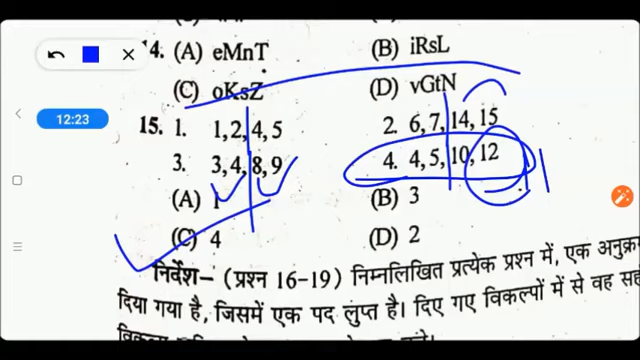 14. (A) eMnT (B) iRsL
(C) oKsZ (D) vGtN
12:23
15. 1. 1, 2, 4, 5 2. 6, 7, 14, 15
3. 3, 4, 8, 9 4. 4, 5, 10, 12
(A) 1 (B) 3
(C) 4 (D) 2
निर्देश– (प्रश्न 16-19) निम्नलिखित प्रत्येक प्रश्न में, एक अनुक्रम
दिया गया है, जिसमें एक पद लुप्त है। दिए गए विकल्पों में से वह सह